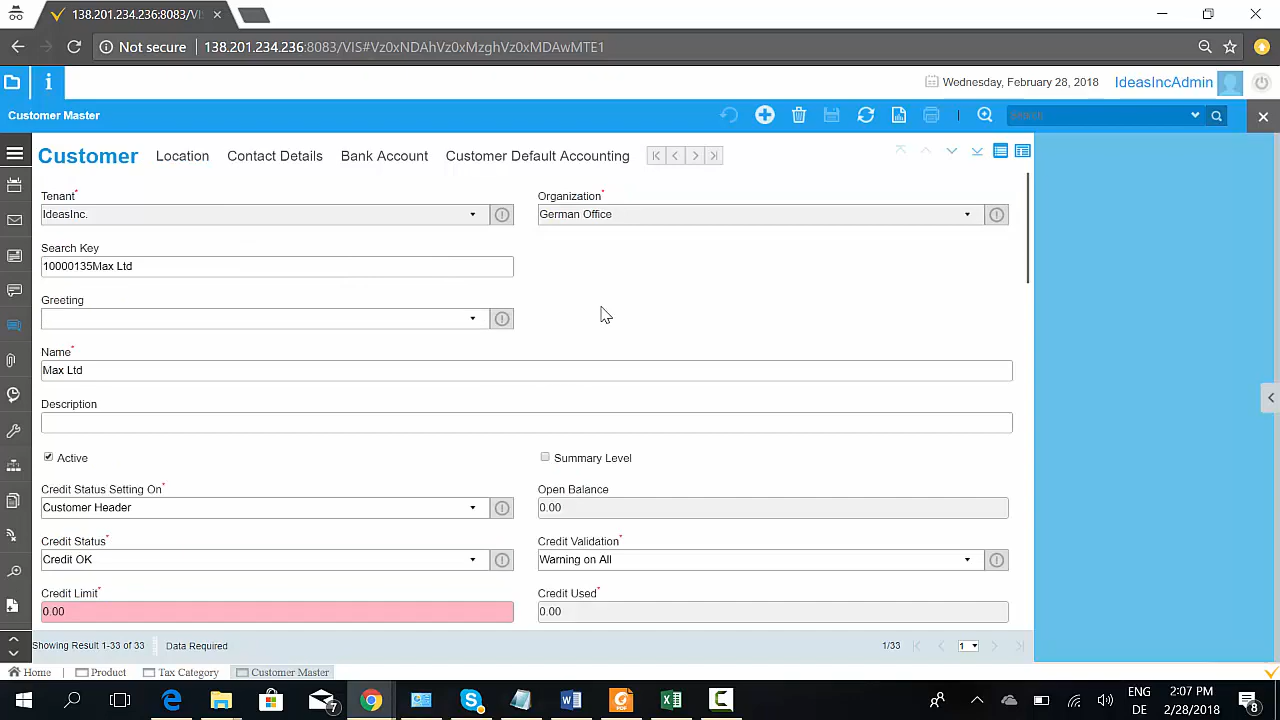 138.201.234.236:8083/VIS
Not secure
138.201.234.236:8083/VIS#Vz0xNDAhVz0xMzghVz0xMDAwMTE1
Wednesday, February 28, 2018
IdeasIncAdmin
Customer Master
Search
Customer
Location
Contact Details
Bank Account
Customer Default Accounting
Tenant*
Organization*
IdeasInc.
German Office
Search Key
10000135Max Ltd
Greeting
Name*
Max Ltd
Description
Active
Summary Level
Credit Status Setting On*
Open Balance
Customer Header
0.00
Credit Status*
Credit Validation*
Credit OK
Warning on All
Credit Limit*
Credit Used*
0.00
0.00
Showing Result 1-33 of 33
Data Required
1/33
1
Home
Product
Tax Category
Customer Master
7
ENG
DE
2:07 PM
2/28/2018
8